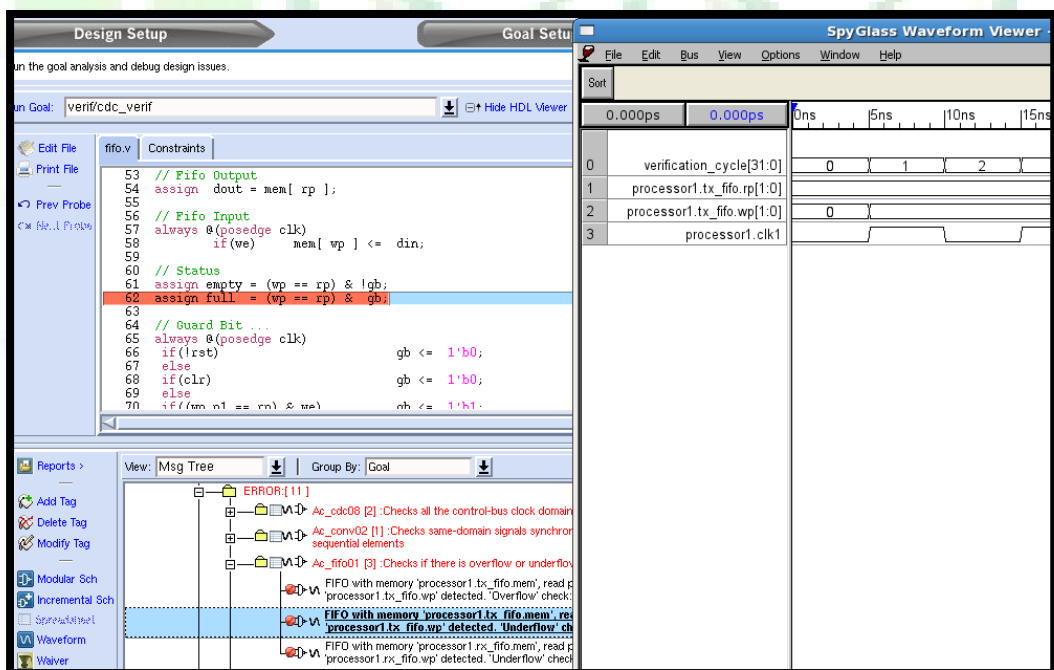 Design Setup
Goal Setu
un the goal analysis and debug design issues.
un Goal: verif/cdc_verif
Hide HDL Viewer
Edit File
Print File
Prev Probe
fifo.v Constraints
53 // Fifo Output
54 assign dout = mem[ rp ];
55
56 // Fifo Input
57 always @(posedge clk)
58 if(we) mem[ wp ] <= din;
59
60 // Status
61 assign empty = (wp == rp) & !gb;
62 assign full = (wp == rp) & gb;
63
64 // Guard Bit ...
65 always @(posedge clk)
66 if(!rst) gb <= 1'b0;
67 else
68 if(clr) gb <= 1'b0;
69 else
70 if((wp_p1 == rp) & we) gb <= 1'b1;
Reports >
Add Tag
Delete Tag
Modify Tag
Modular Sch
Incremental Sch
Spreadsheet
Waveform
Waiver
View: Msg Tree Group By: Goal
ERROR:[11 ]
Ac_cdc08 [2] :Checks all the control-bus clock domain
Ac_conv02 [1] :Checks same-domain signals synchror
sequential elements
Ac_fifo01 [3] :Checks if there is overflow or underflov
FIFO with memory 'processor1.tx_fifo.mem', read p
'processor1.tx_fifo.wp' detected. 'Overflow' check:
FIFO with memory 'processor1.tx_fifo.mem', rea
'processor1.tx_fifo.wp' detected. 'Underflow' ch
FIFO with memory 'processor1.rx_fifo.mem', read p
'processor1.rx_fifo.wp' detected. 'Underflow' check
SpyGlass Waveform Viewer -
File Edit Bus View Options Window Help
Sort
0.000ps 0.000ps 0ns 5ns 10ns 15ns
0 verification_cycle[31:0] 0 1 2
1 processor1.tx_fifo.rp[1:0]
2 processor1.tx_fifo.wp[1:0] 0
3 processor1.clk1